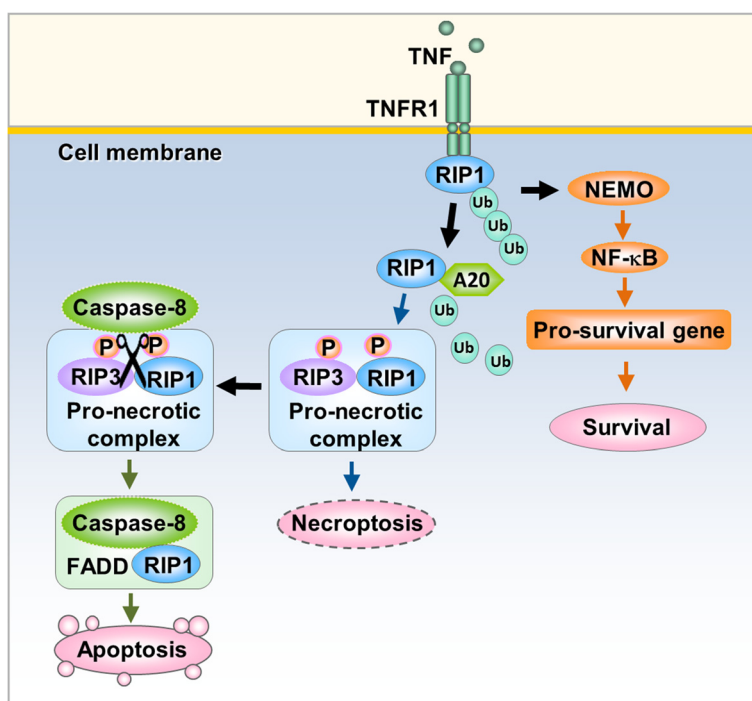 TNF
TNFR1
Cell membrane
RIP1
Ub
Ub
Ub
NEMO
NF-κB
Pro-survival gene
Survival
RIP1
A20
Ub
Ub
Ub
Caspase-8
P
P
RIP3
RIP1
Pro-necrotic
complex
P
P
RIP3
RIP1
Pro-necrotic
complex
Necroptosis
Caspase-8
FADD
RIP1
Apoptosis